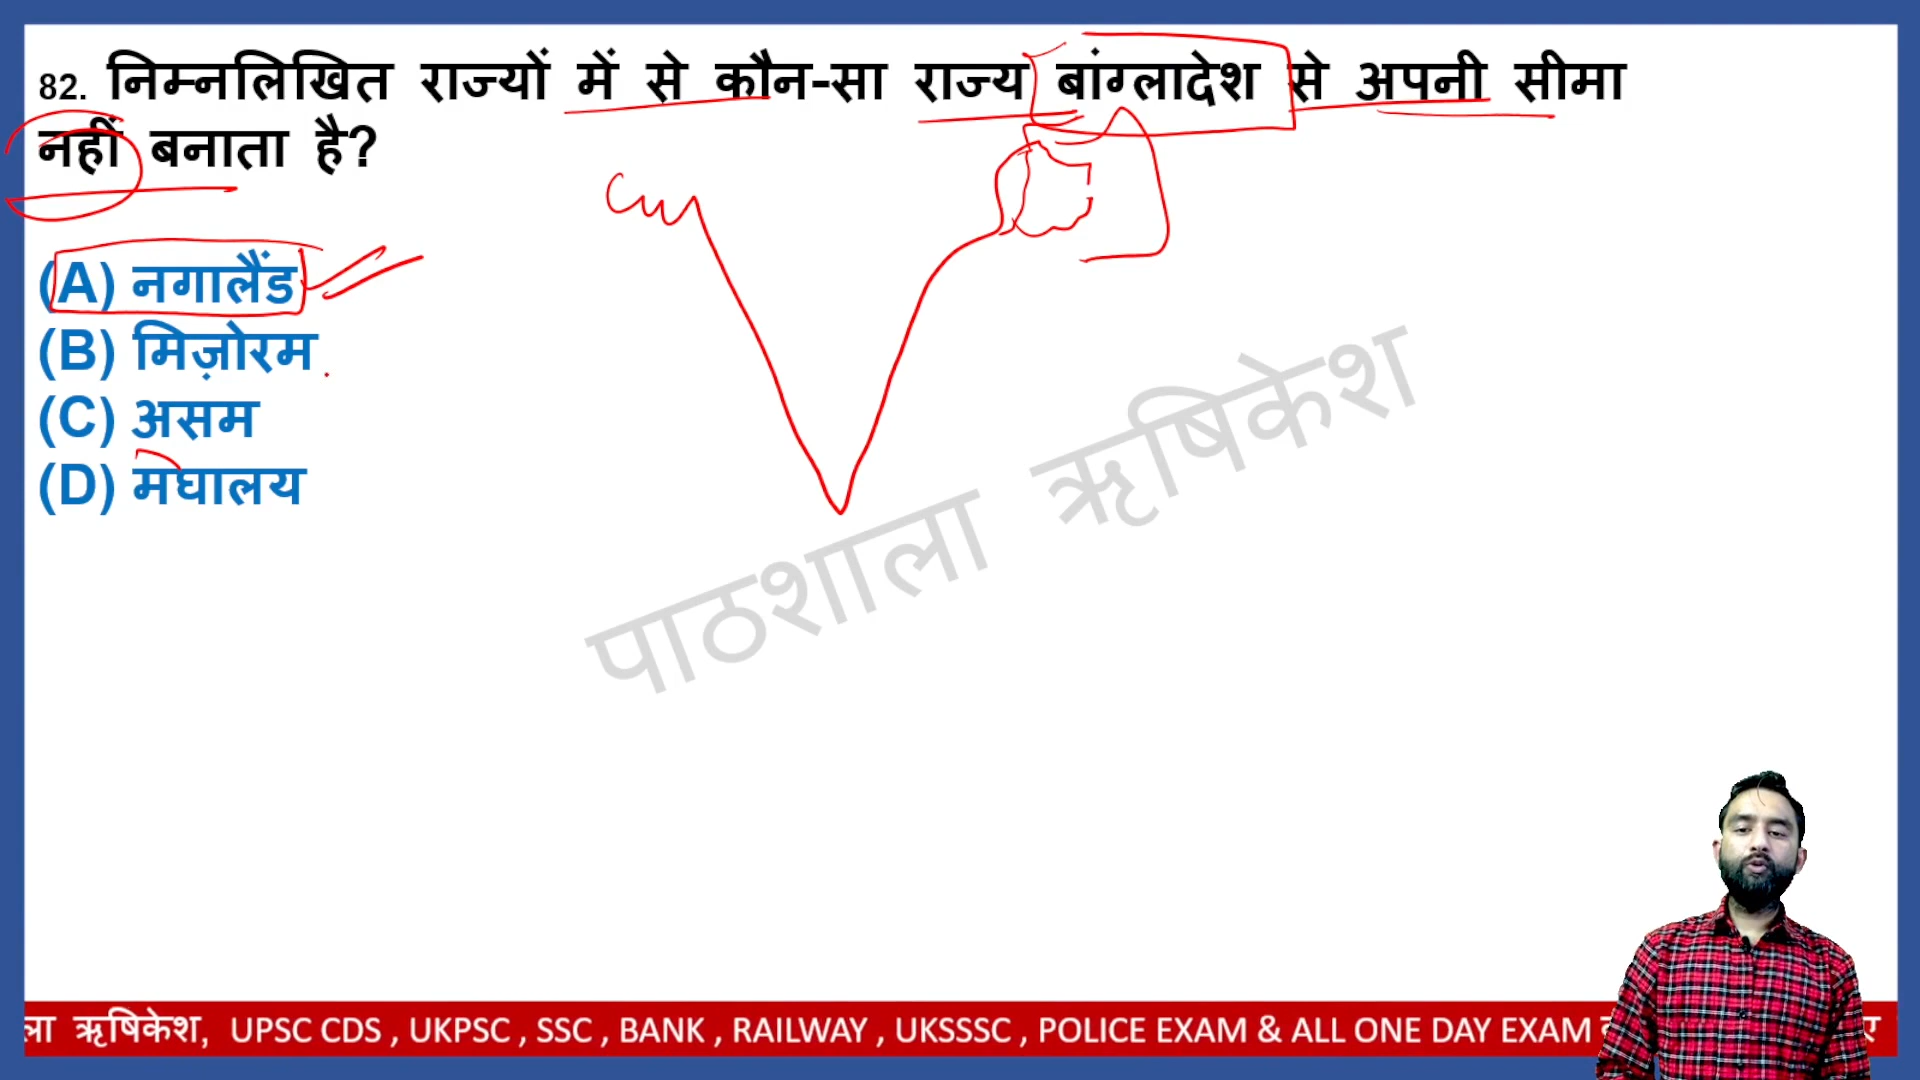 82. निम्नलिखित राज्यों में से कौन-सा राज्य बांग्लादेश से अपनी सीमा
नहीं बनाता है?
(A) नगालैंड
(B) मिज़ोरम
(C) असम
(D) मघालय
पाठशाला ऋषिकेश
ला ऋषिकेश, UPSC CDS , UKPSC , SSC , BANK , RAILWAY , UKSSSC , POLICE EXAM & ALL ONE DAY EXAM